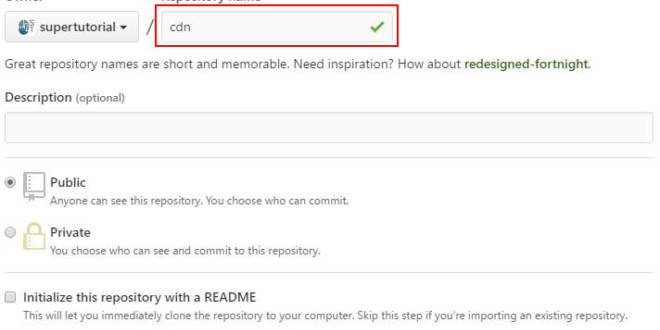 Owner Repository name
supertutorial / cdn
Great repository names are short and memorable. Need inspiration? How about redesigned-fortnight.
Description (optional)
Public
Anyone can see this repository. You choose who can commit.
Private
You choose who can see and commit to this repository.
Initialize this repository with a README
This will let you immediately clone the repository to your computer. Skip this step if you're importing an existing repository.